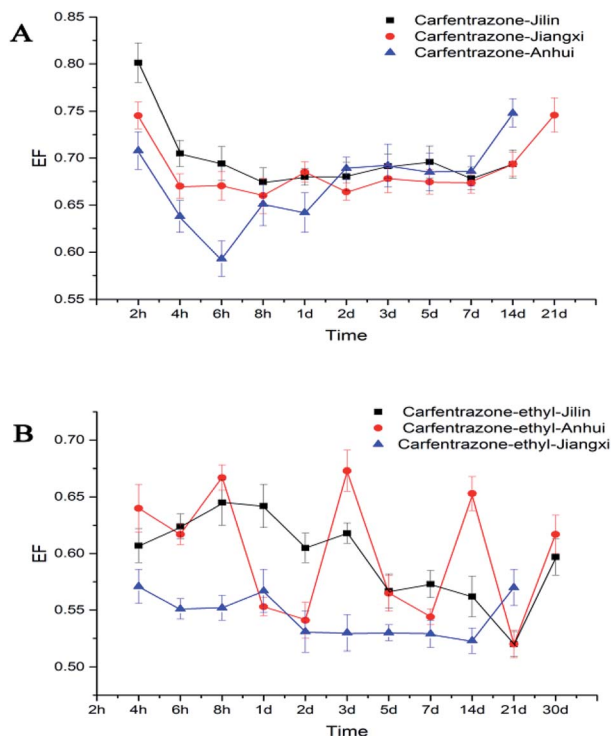 A
Carfentrazone-Jilin
Carfentrazone-Jiangxi
Carfentrazone-Anhui
0.85
0.80
0.75
0.70
0.65
0.60
0.55
EF
2h 4h 6h 8h 1d 2d 3d 5d 7d 14d 21d
Time
B
Carfentrazone-ethyl-Jilin
Carfentrazone-ethyl-Anhui
Carfentrazone-ethyl-Jiangxi
0.70
0.65
0.60
0.55
0.50
EF
2h 4h 6h 8h 1d 2d 3d 5d 7d 14d 21d 30d
Time